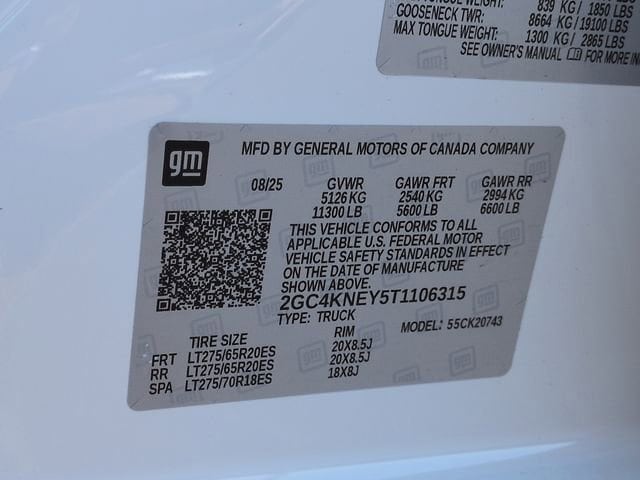 839 KG / 1850 LBS
GOOSENECK TWR: 8664 KG/19100 LBS
MAX TONGUE WEIGHT: 1300 KG/ 2865 LBS
SEE OWNER'S MANUAL FOR MORE
gm
MFD BY GENERAL MOTORS OF CANADA COMPANY
08/25 GVWR GAWR FRT GAWR RR
5126 KG 2540 KG 2994 KG
11300 LB 5600 LB 6600 LB
THIS VEHICLE CONFORMS TO ALL
APPLICABLE U.S. FEDERAL MOTOR
VEHICLE SAFETY STANDARDS IN EFFECT
ON THE DATE OF MANUFACTURE
SHOWN ABOVE.
2GC4KNEY5T1106315
TYPE: TRUCK MODEL: 55CK20743
TIRE SIZE RIM
FRT LT275/65R20ES 20X8.5J
RR LT275/65R20ES 20X8.5J
SPA LT275/70R18ES 18X8J